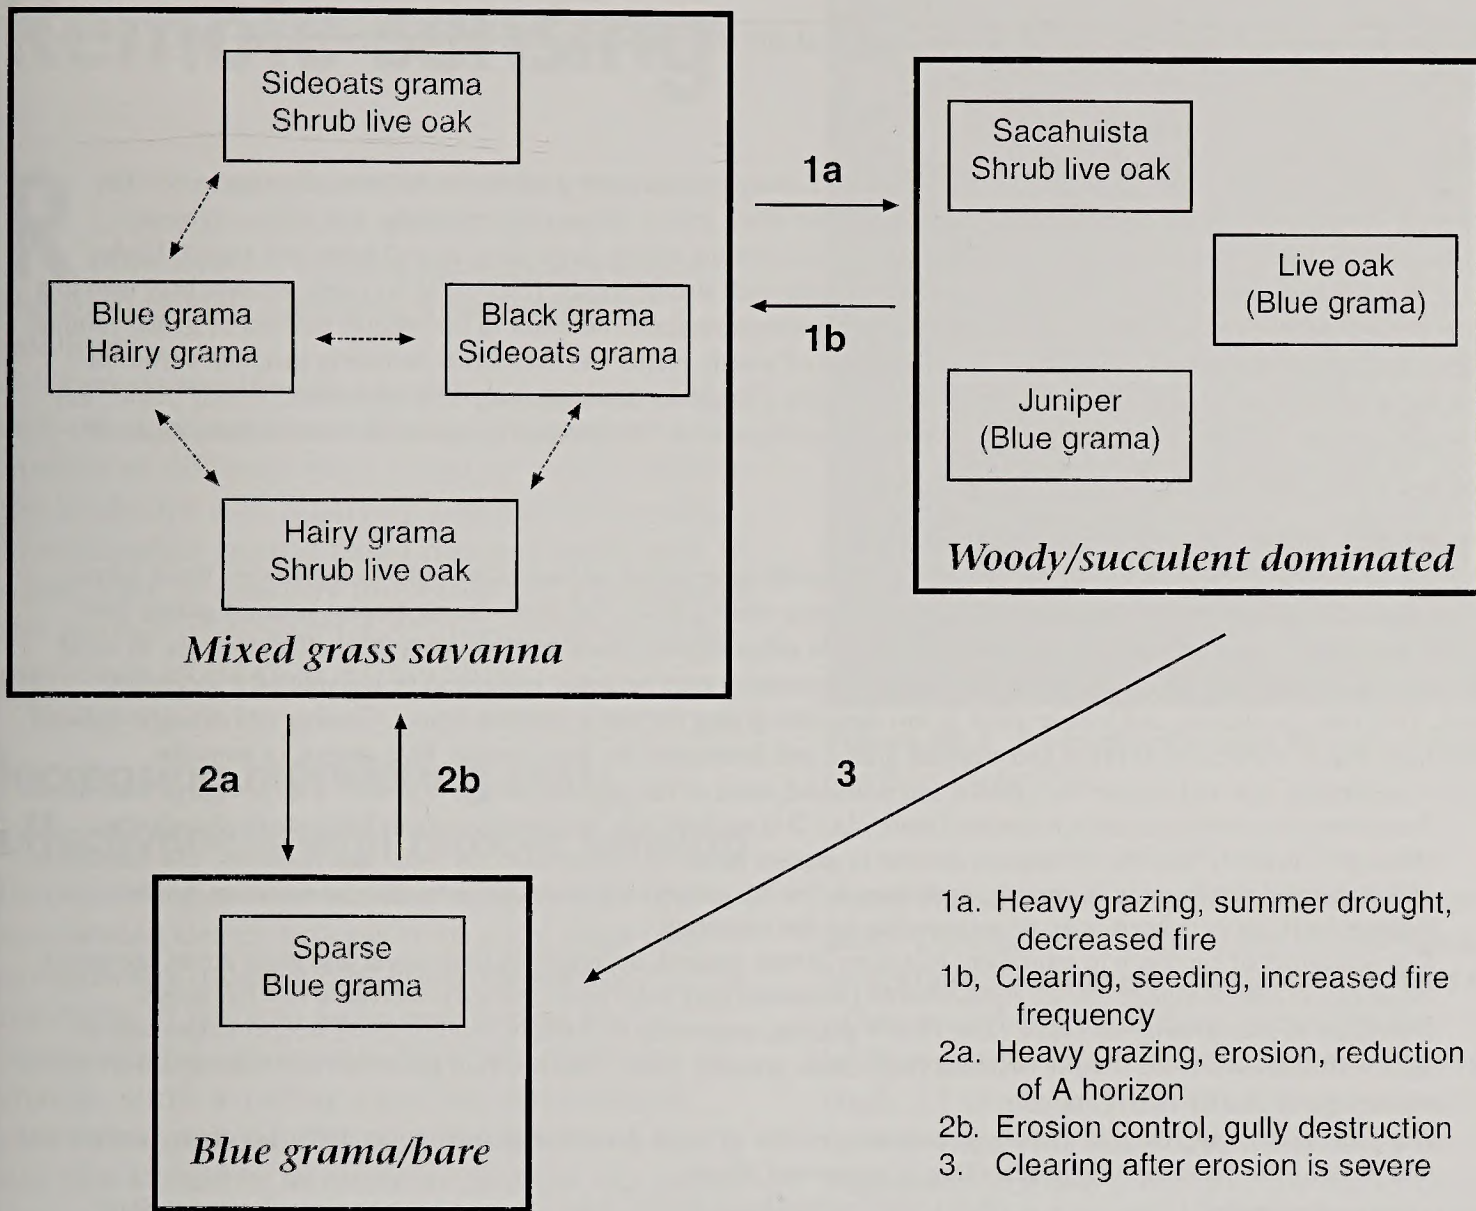 Sideoats grama
Shrub live oak
Blue grama
Hairy grama
Black grama
Sideoats grama
Hairy grama
Shrub live oak
Mixed grass savanna
1a
1b
Sacahuista
Shrub live oak
Live oak
(Blue grama)
Juniper
(Blue grama)
Woody/succulent dominated
2a
2b
3
Sparse
Blue grama
Blue grama/bare
1a. Heavy grazing, summer drought,
decreased fire
1b, Clearing, seeding, increased fire
frequency
2a. Heavy grazing, erosion, reduction
of A horizon
2b. Erosion control, gully destruction
3. Clearing after erosion is severe